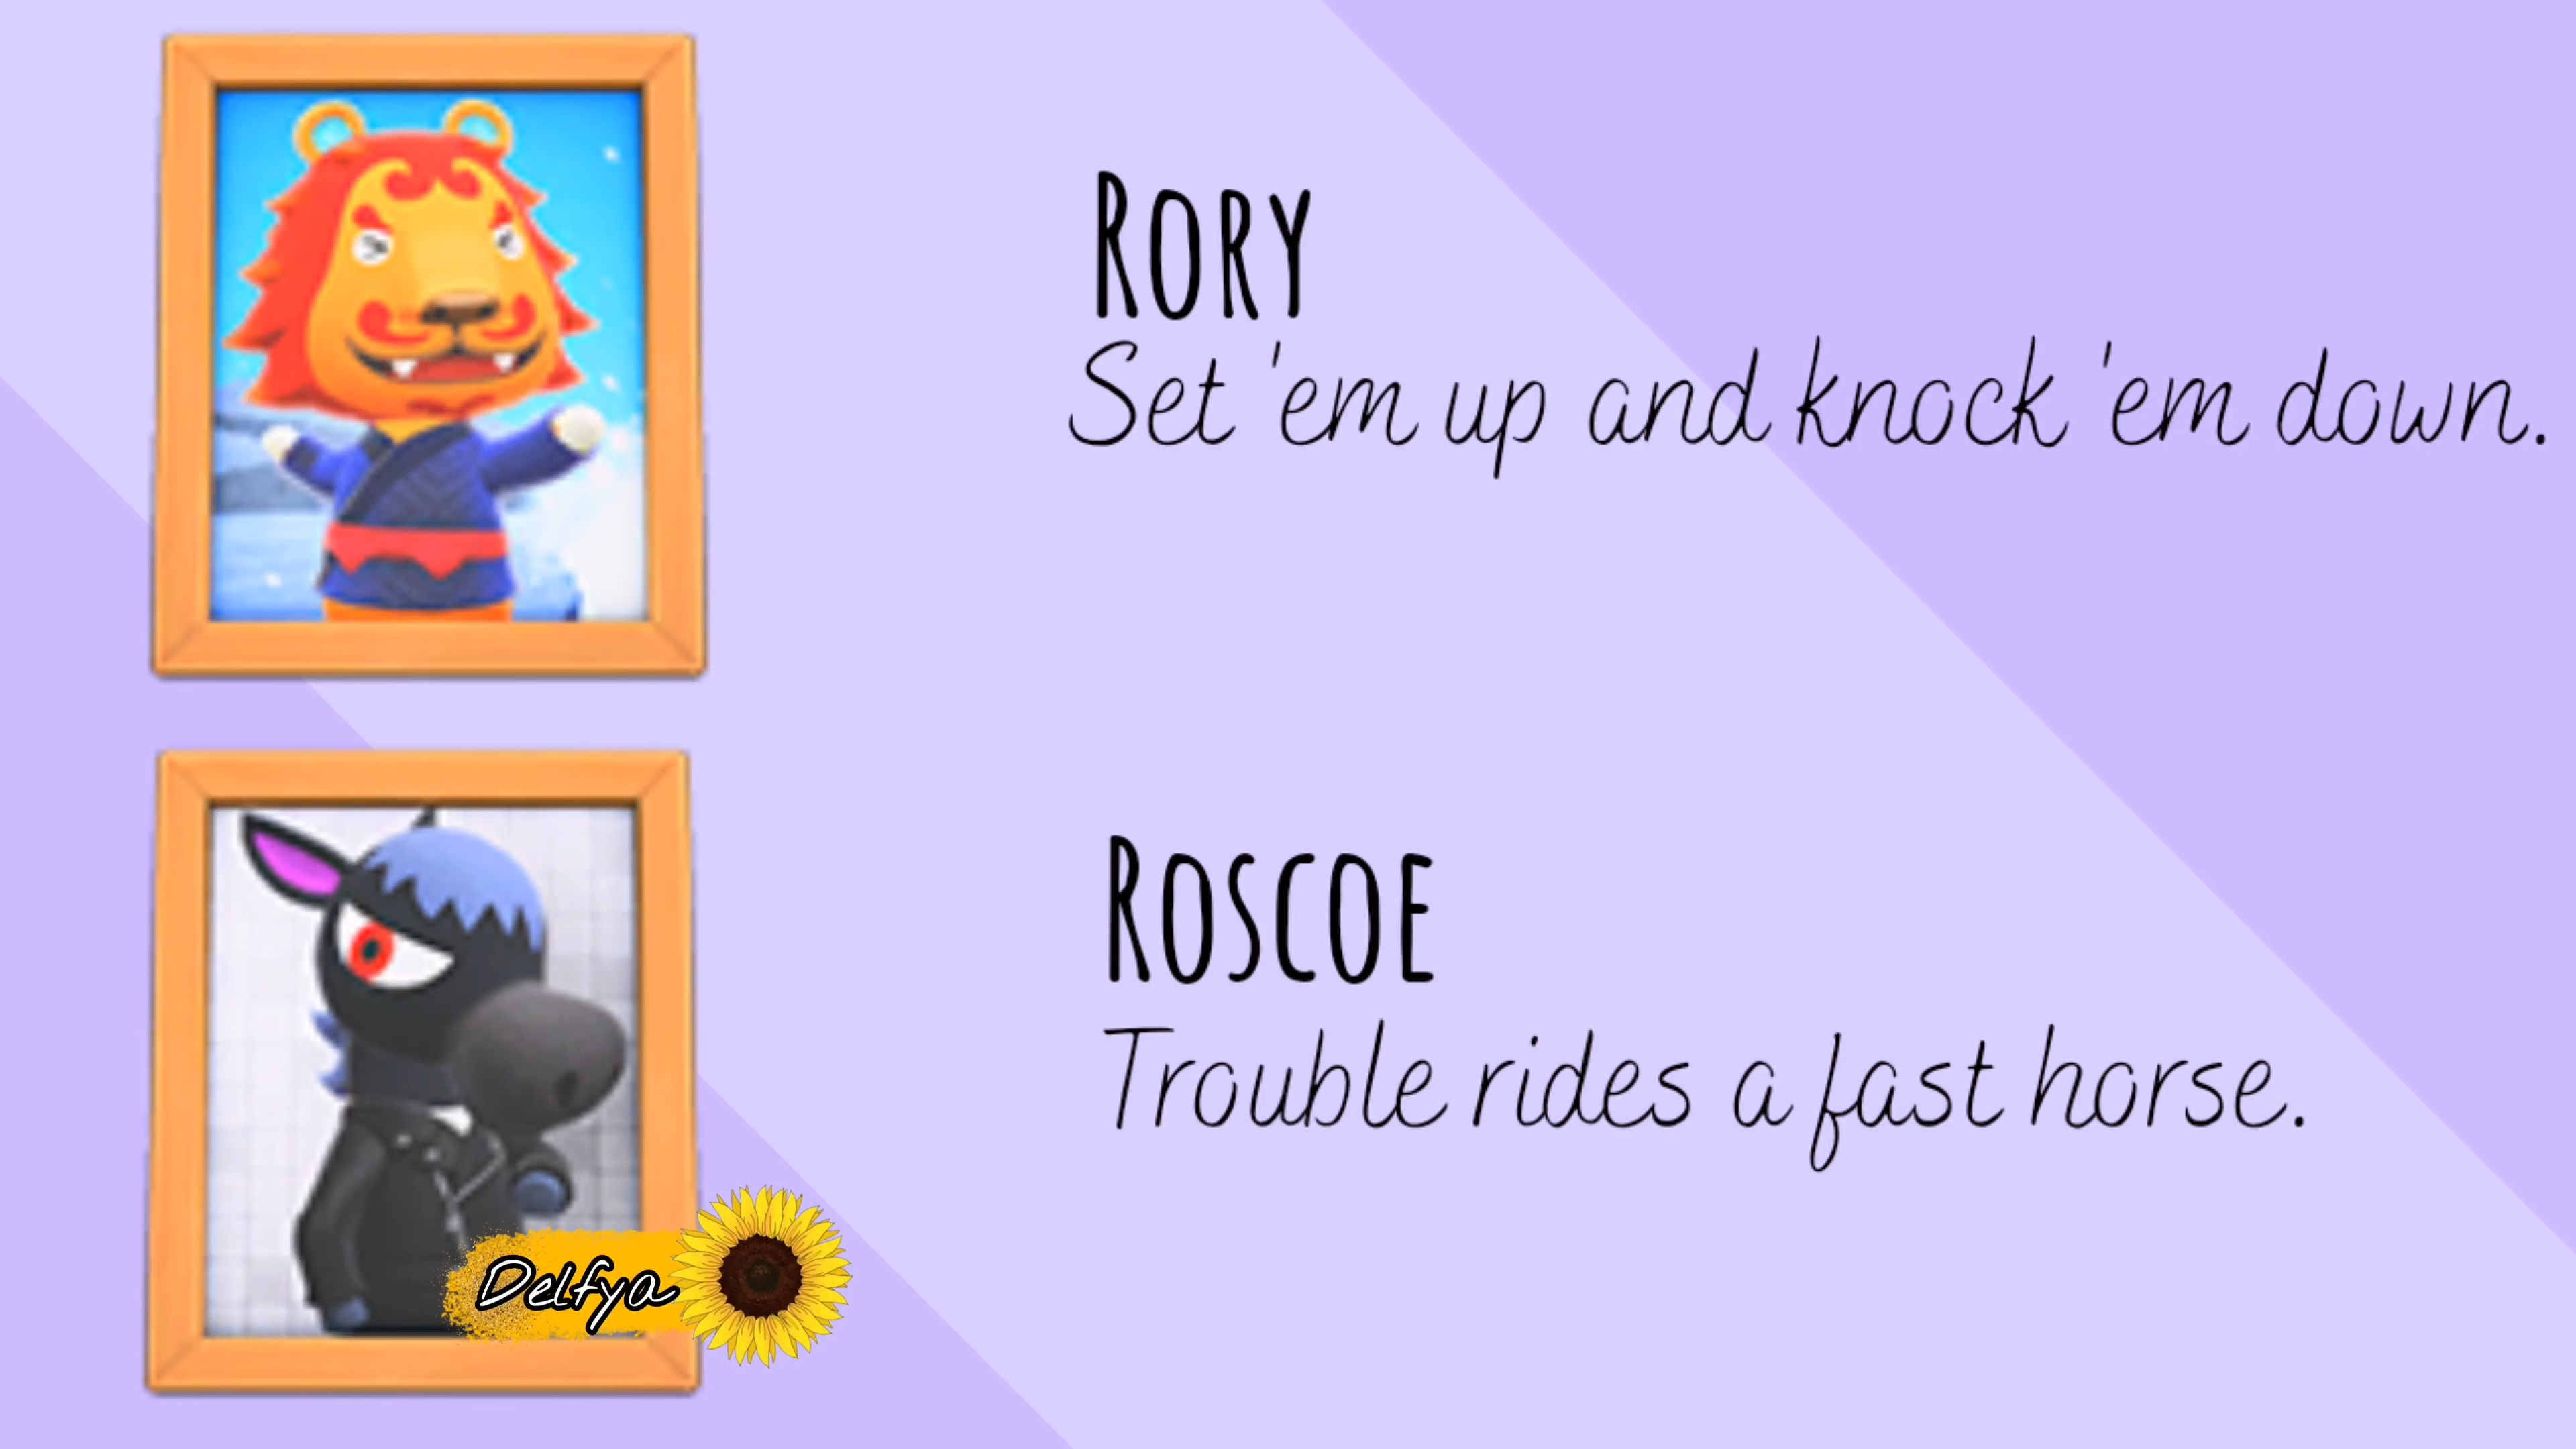 Rory
Set 'em up and knock 'em down.
Roscoe
Trouble rides a fast horse.
Delfya